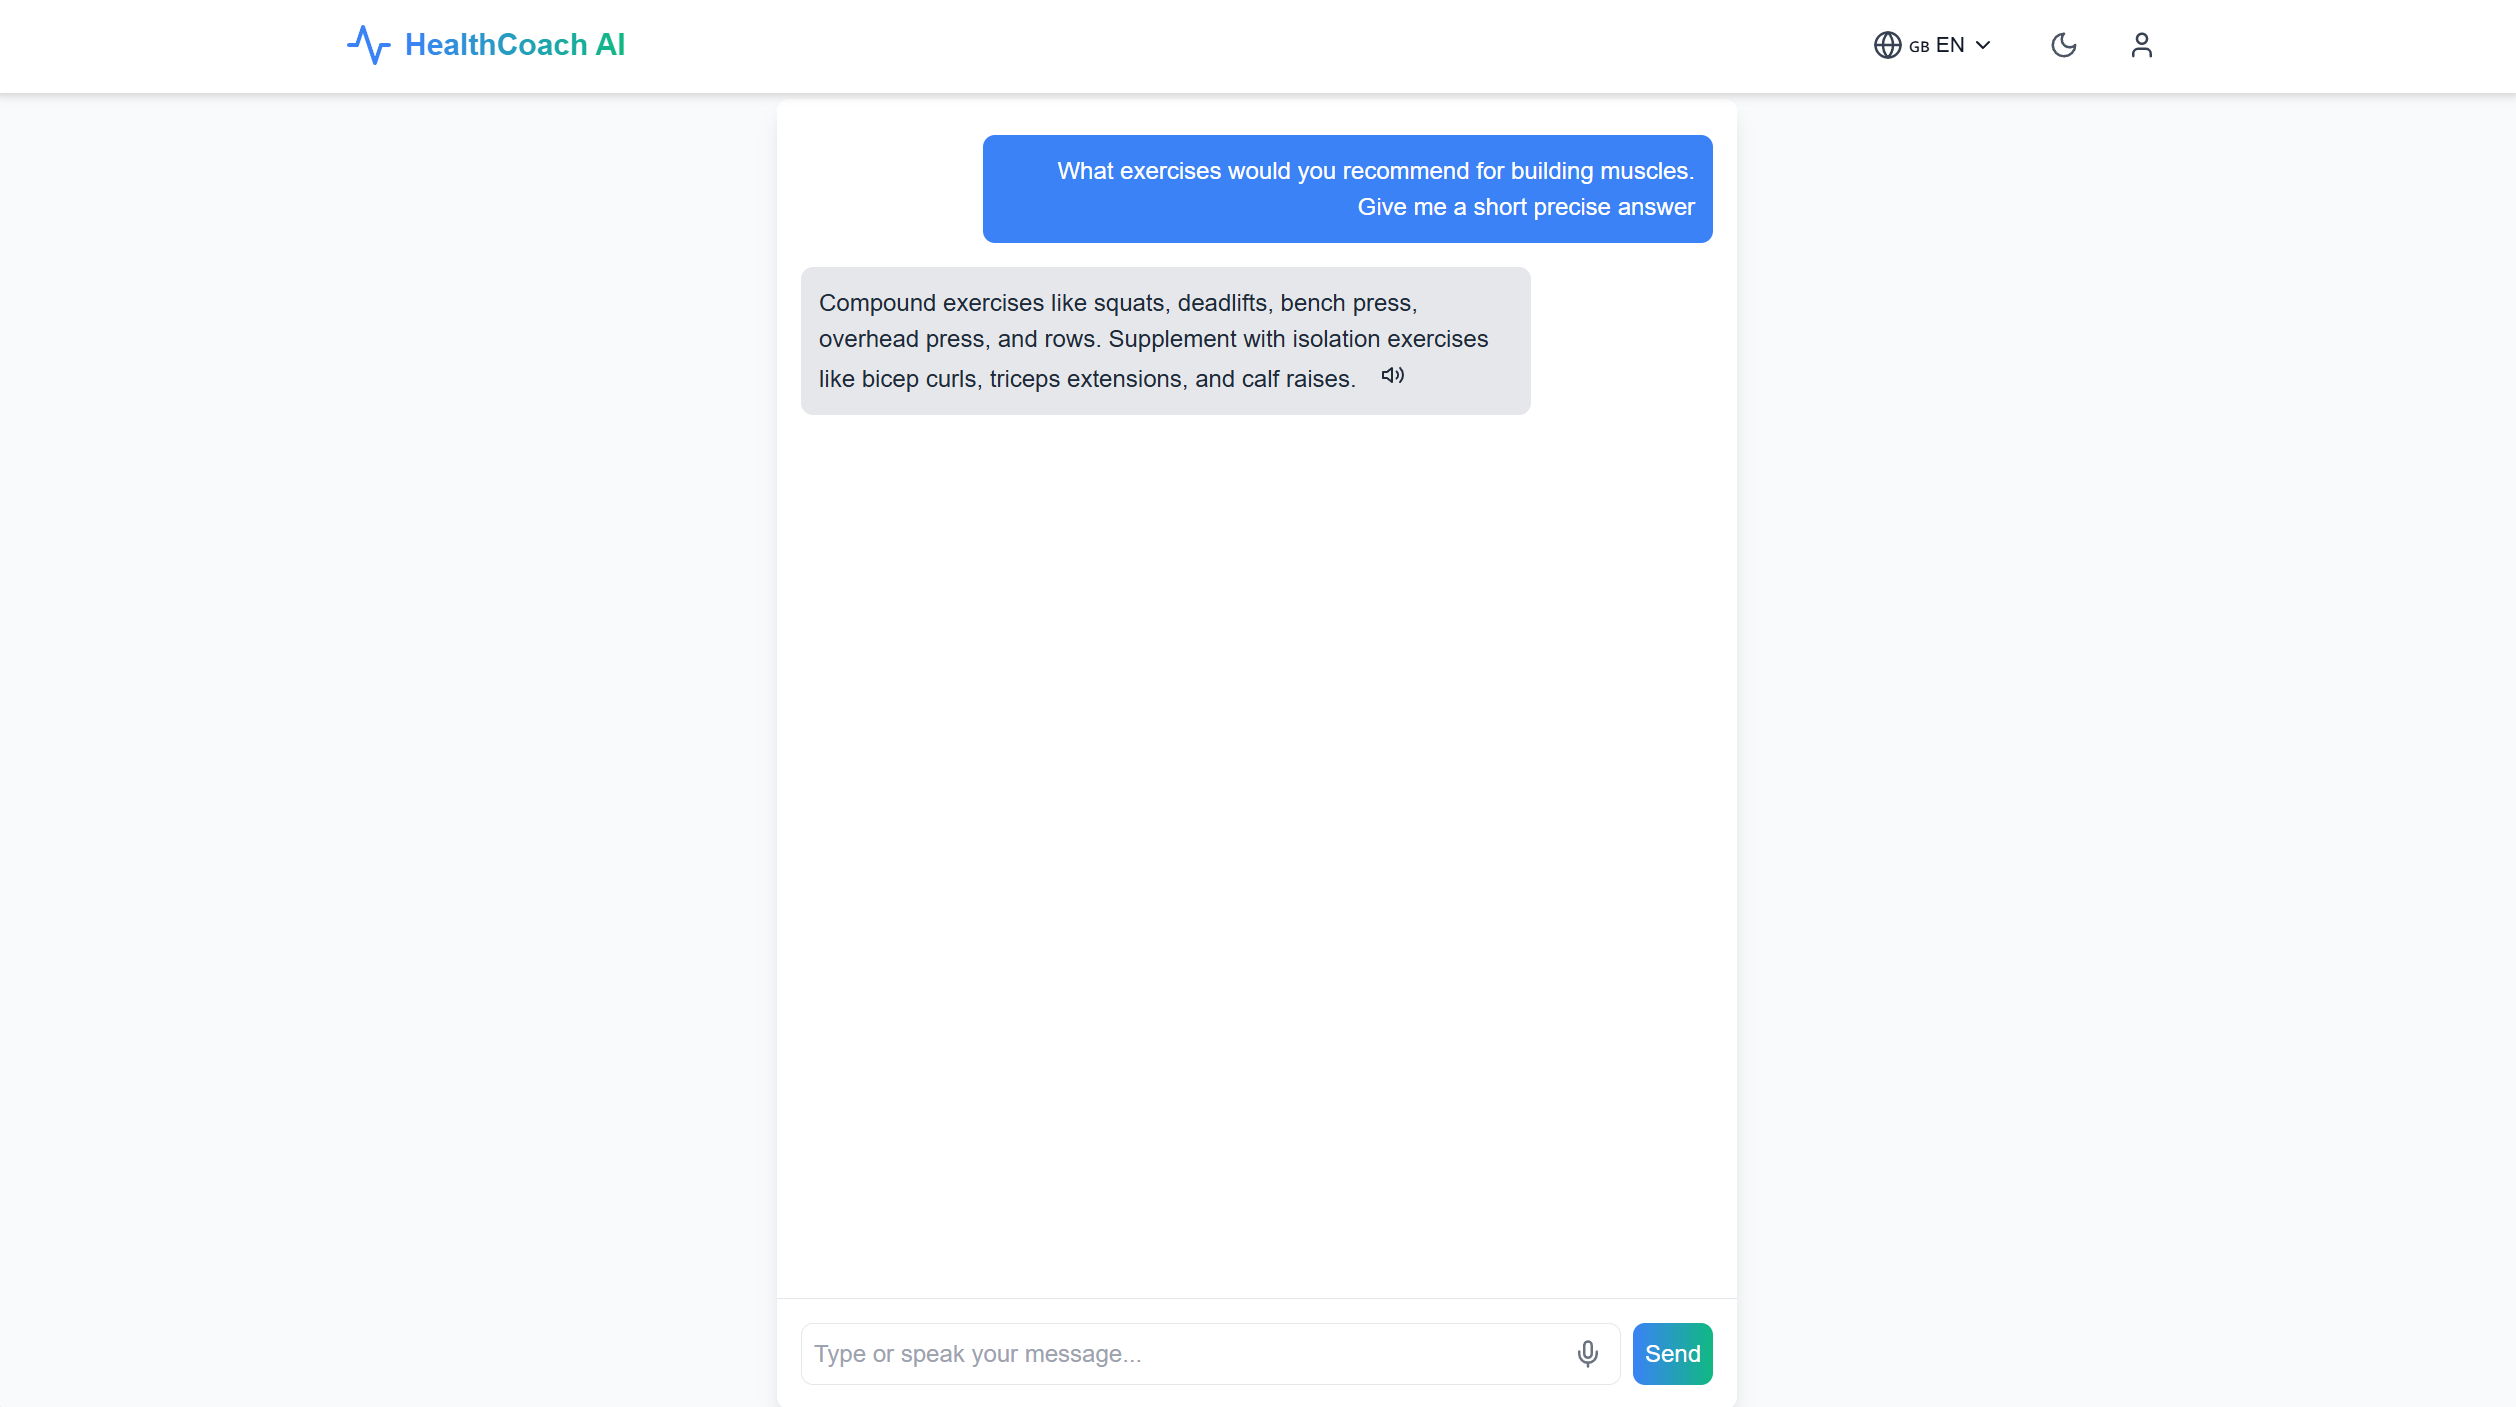 HealthCoach AI
GB EN
What exercises would you recommend for building muscles.
Give me a short precise answer
Compound exercises like squats, deadlifts, bench press,
overhead press, and rows. Supplement with isolation exercises
like bicep curls, triceps extensions, and calf raises.
Type or speak your message...
Send